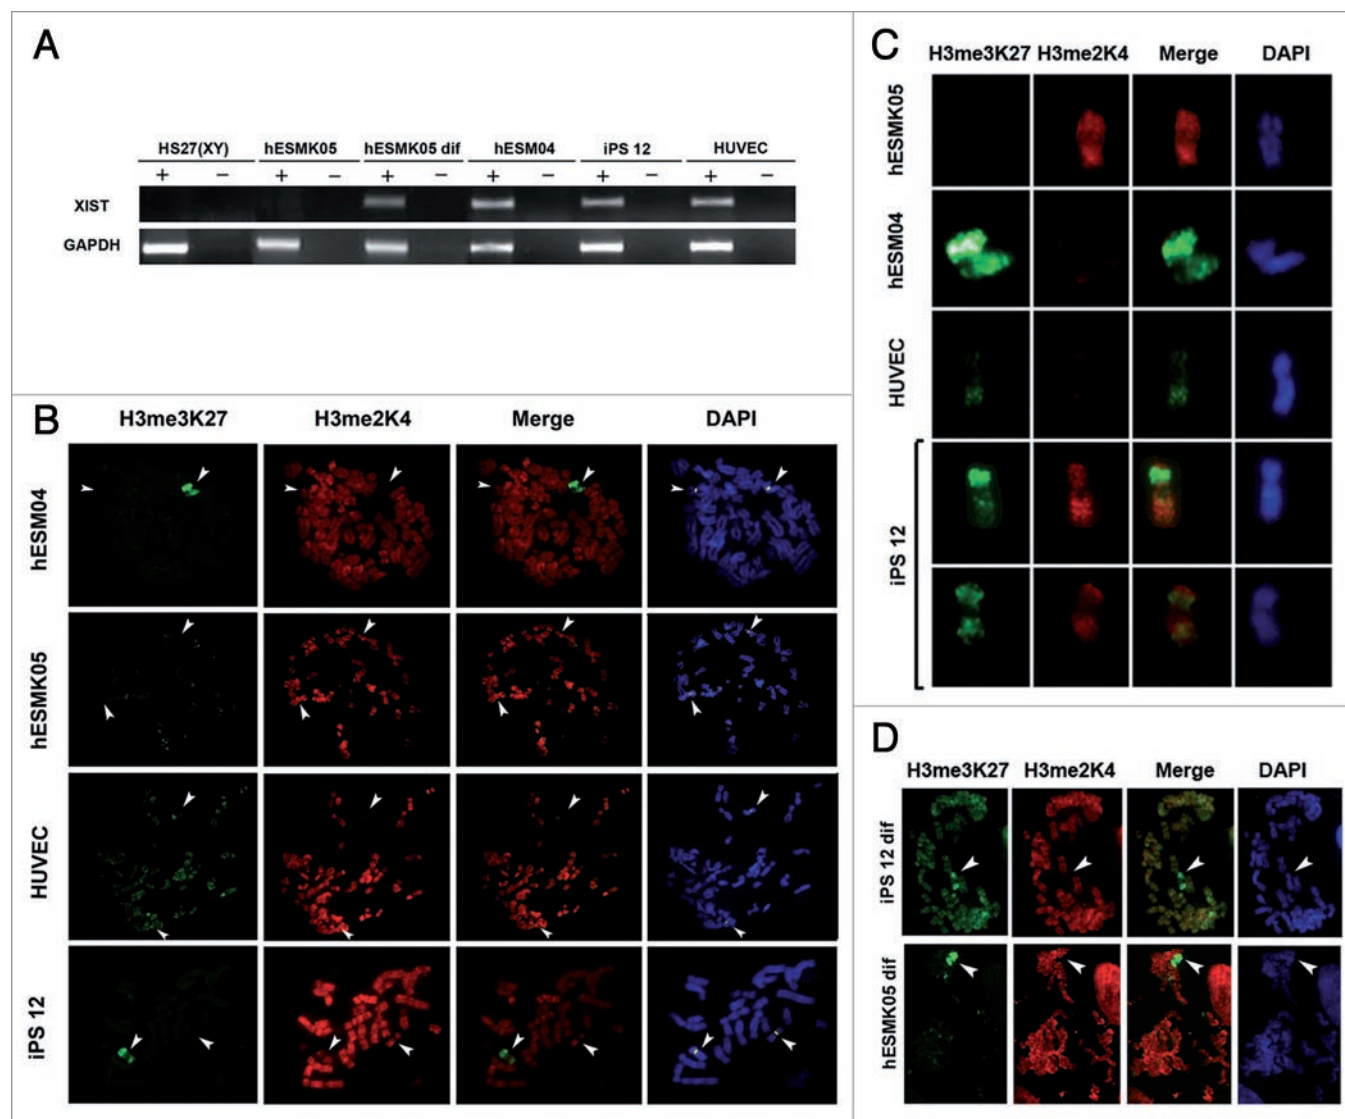 A
HS27(XY) hESMK05 hESMK05 dif hESM04 iPS 12 HUVEC
+ − + − + − + − + − + −
XIST
GAPDH
B
H3me3K27 H3me2K4 Merge DAPI
hESM04
hESMK05
HUVEC
iPS 12
C
H3me3K27 H3me2K4 Merge DAPI
hESMK05
hESM04
HUVEC
iPS 12
D
H3me3K27 H3me2K4 Merge DAPI
iPS 12 dif
hESMK05 dif